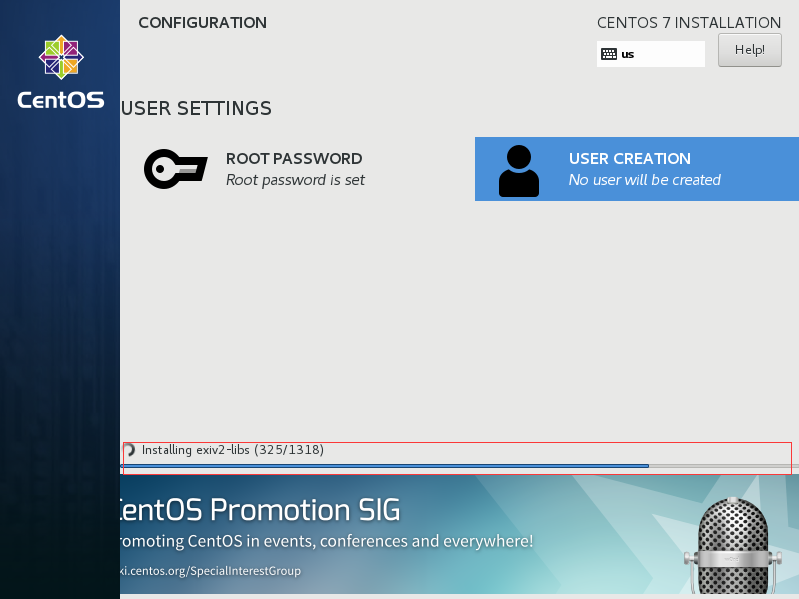 CONFIGURATION
CENTOS 7 INSTALLATION
us
Help!
CentOS
USER SETTINGS
ROOT PASSWORD
Root password is set
USER CREATION
No user will be created
Installing exiv2-libs (325/1318)
entOS Promotion SIG
romoting CentOS in events, conferences and everywhere!
ki.centos.org/SpecialInterestGroup